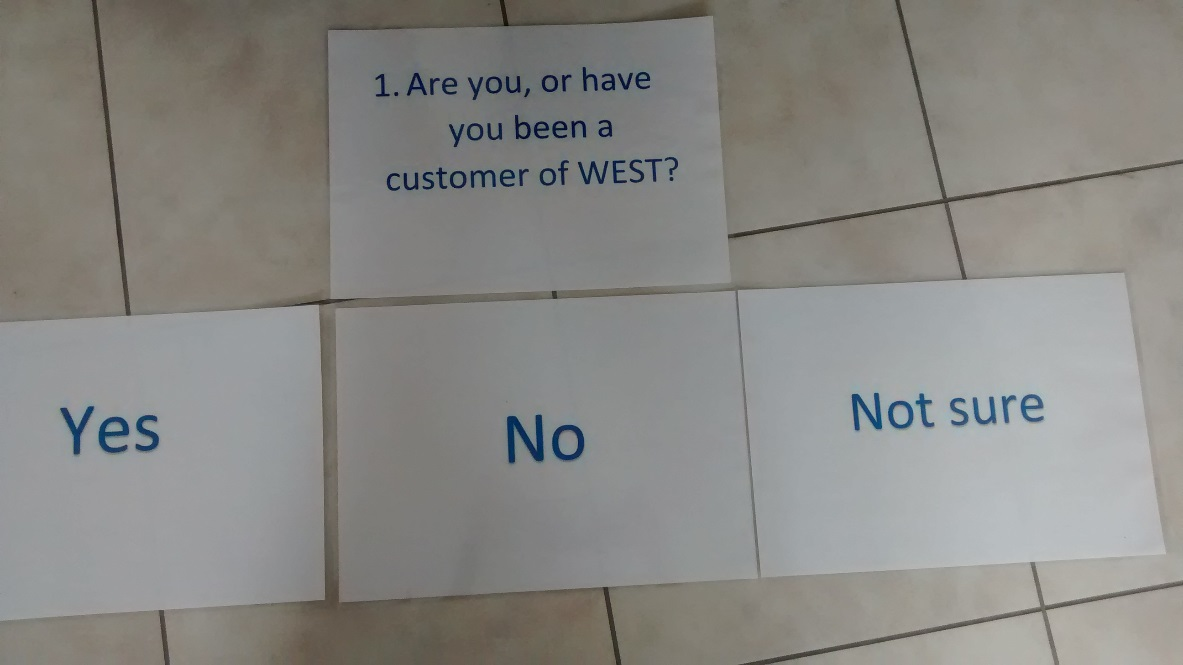 1. Are you, or have
you been a
customer of WEST?
Yes
No
Not sure